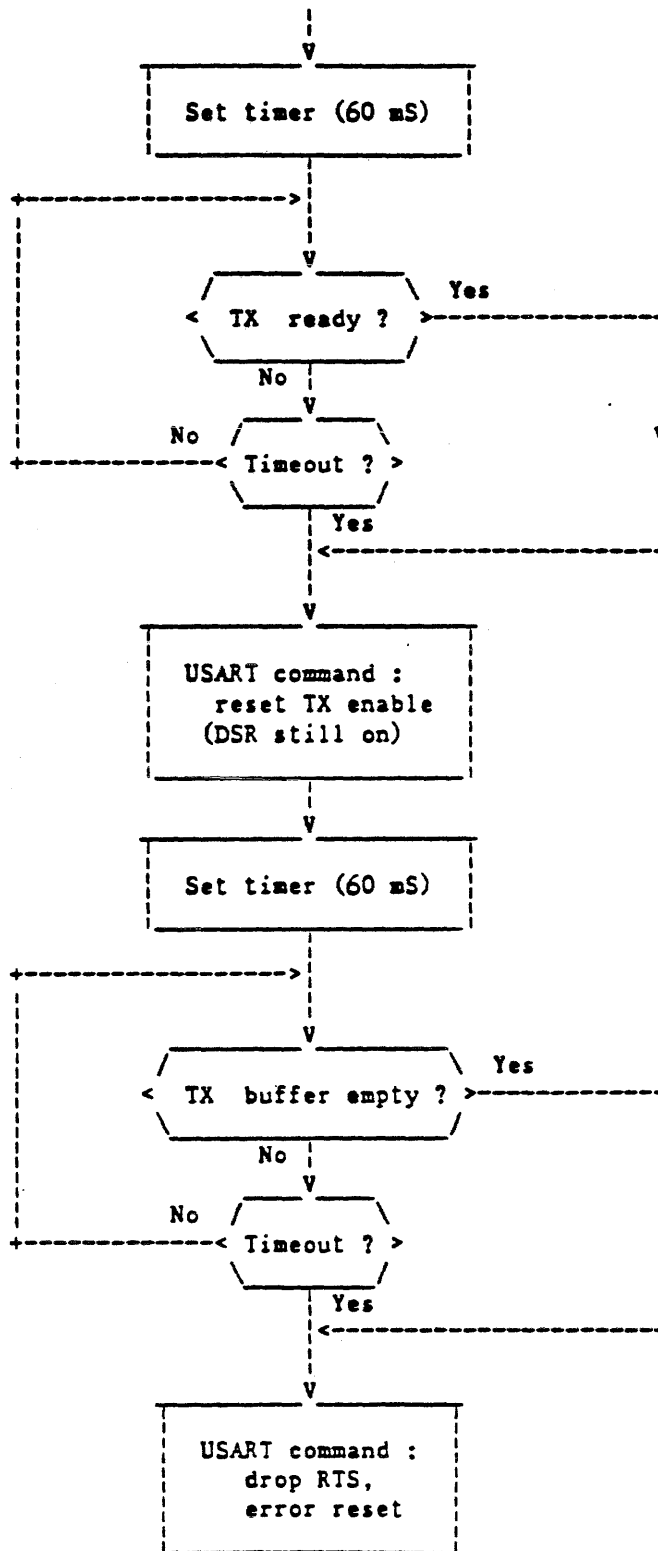 Set timer (60 mS)
Yes
TX ready ?
No
No
Timeout ?
Yes
USART command :
reset TX enable
(DSR still on)
Set timer (60 mS)
Yes
TX buffer empty ?
No
No
Timeout ?
Yes
USART command :
drop RTS,
error reset